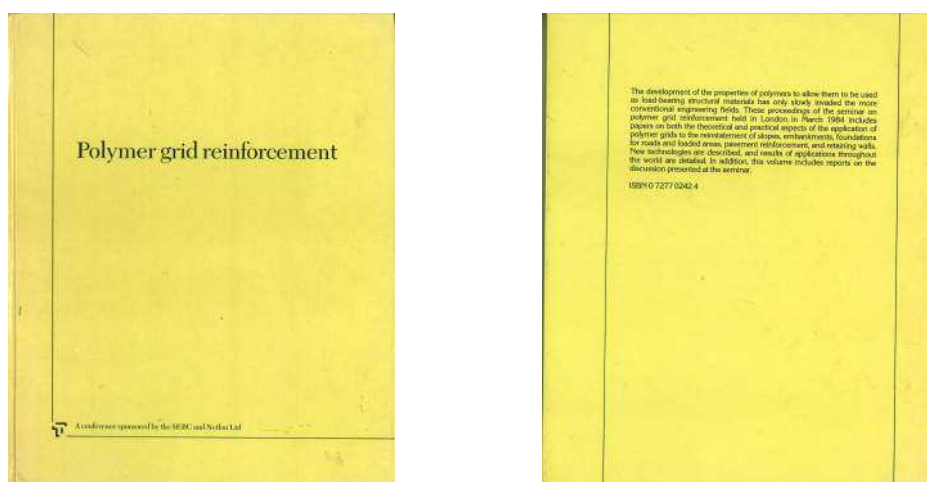 Polymer grid reinforcement
A conference sponsored by the SERC and Netlon Ltd
The development of the properties of polymers to allow them to be used
as load-bearing structural materials has only slowly invaded the more
conventional engineering fields. These proceedings of the seminar on
polymer grid reinforcement held in London in March 1984 includes
papers on both the theoretical and practical aspects of the application of
polymer grids to the reinstatement of slopes, embankments, foundations
for roads and loaded areas, pavement reinforcement, and retaining walls.
New technologies are described, and results of applications throughout
the world are detailed. In addition, this volume includes reports on the
discussion presented at the seminar.
ISBN 0 7277 0242 4